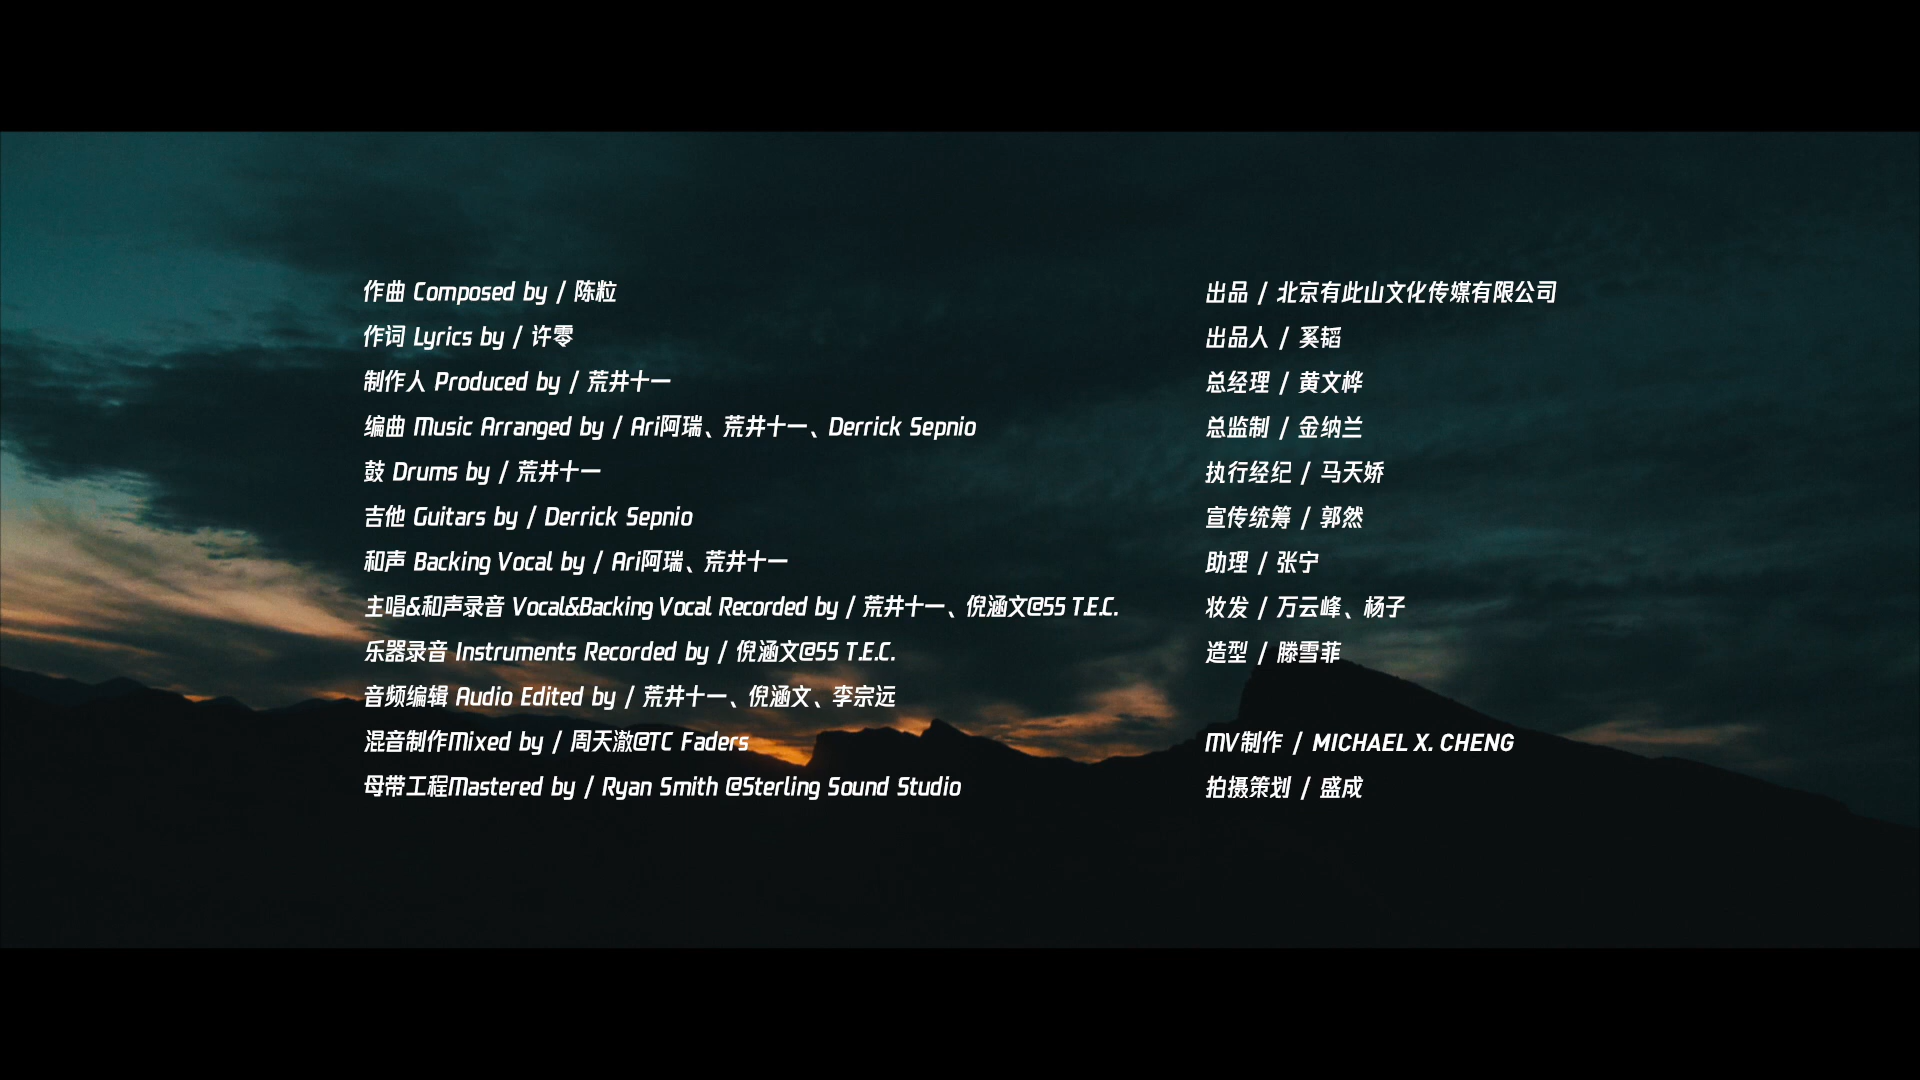 作曲 Composed by / 陈粒
作词 Lyrics by / 许零
制作人 Produced by / 荒井十一
编曲 Music Arranged by / Ari阿瑞、荒井十一、Derrick Sepnio
鼓 Drums by / 荒井十一
吉他 Guitars by / Derrick Sepnio
和声 Backing Vocal by / Ari阿瑞、荒井十一
主唱&和声录音 Vocal&Backing Vocal Recorded by / 荒井十一、倪涵文@55 T.E.C.
乐器录音 Instruments Recorded by / 倪涵文@55 T.E.C.
音频编辑 Audio Edited by / 荒井十一、倪涵文、李宗远
混音制作Mixed by / 周天澈@TC Faders
母带工程Mastered by / Ryan Smith @Sterling Sound Studio
出品 / 北京有此山文化传媒有限公司
出品人 / 奚韬
总经理 / 黄文桦
总监制 / 金纳兰
执行经纪 / 马天娇
宣传统筹 / 郭然
助理 / 张宁
妆发 / 万云峰、杨子
造型 / 滕雪菲
MV制作 / MICHAEL X. CHENG
拍摄策划 / 盛成